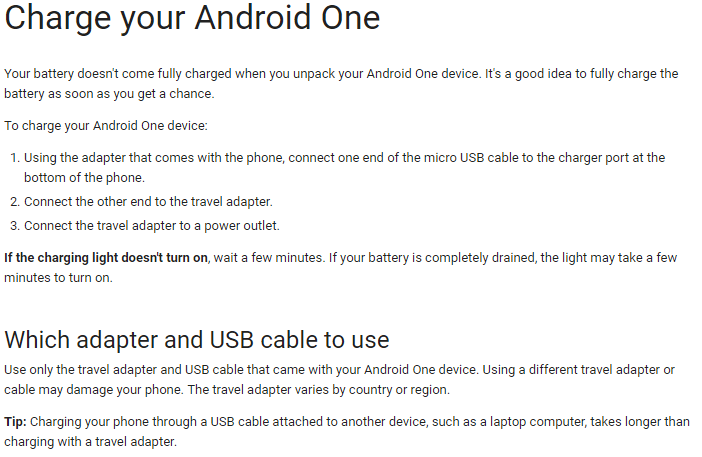 Charge your Android One
Your battery doesn't come fully charged when you unpack your Android One device. It's a good idea to fully charge the
battery as soon as you get a chance.
To charge your Android One device:
1. Using the adapter that comes with the phone, connect one end of the micro USB cable to the charger port at the
bottom of the phone.
2. Connect the other end to the travel adapter.
3. Connect the travel adapter to a power outlet.
If the charging light doesn't turn on, wait a few minutes. If your battery is completely drained, the light may take a few
minutes to turn on.
Which adapter and USB cable to use
Use only the travel adapter and USB cable that came with your Android One device. Using a different travel adapter or
cable may damage your phone. The travel adapter varies by country or region.
Tip: Charging your phone through a USB cable attached to another device, such as a laptop computer, takes longer than
charging with a travel adapter.